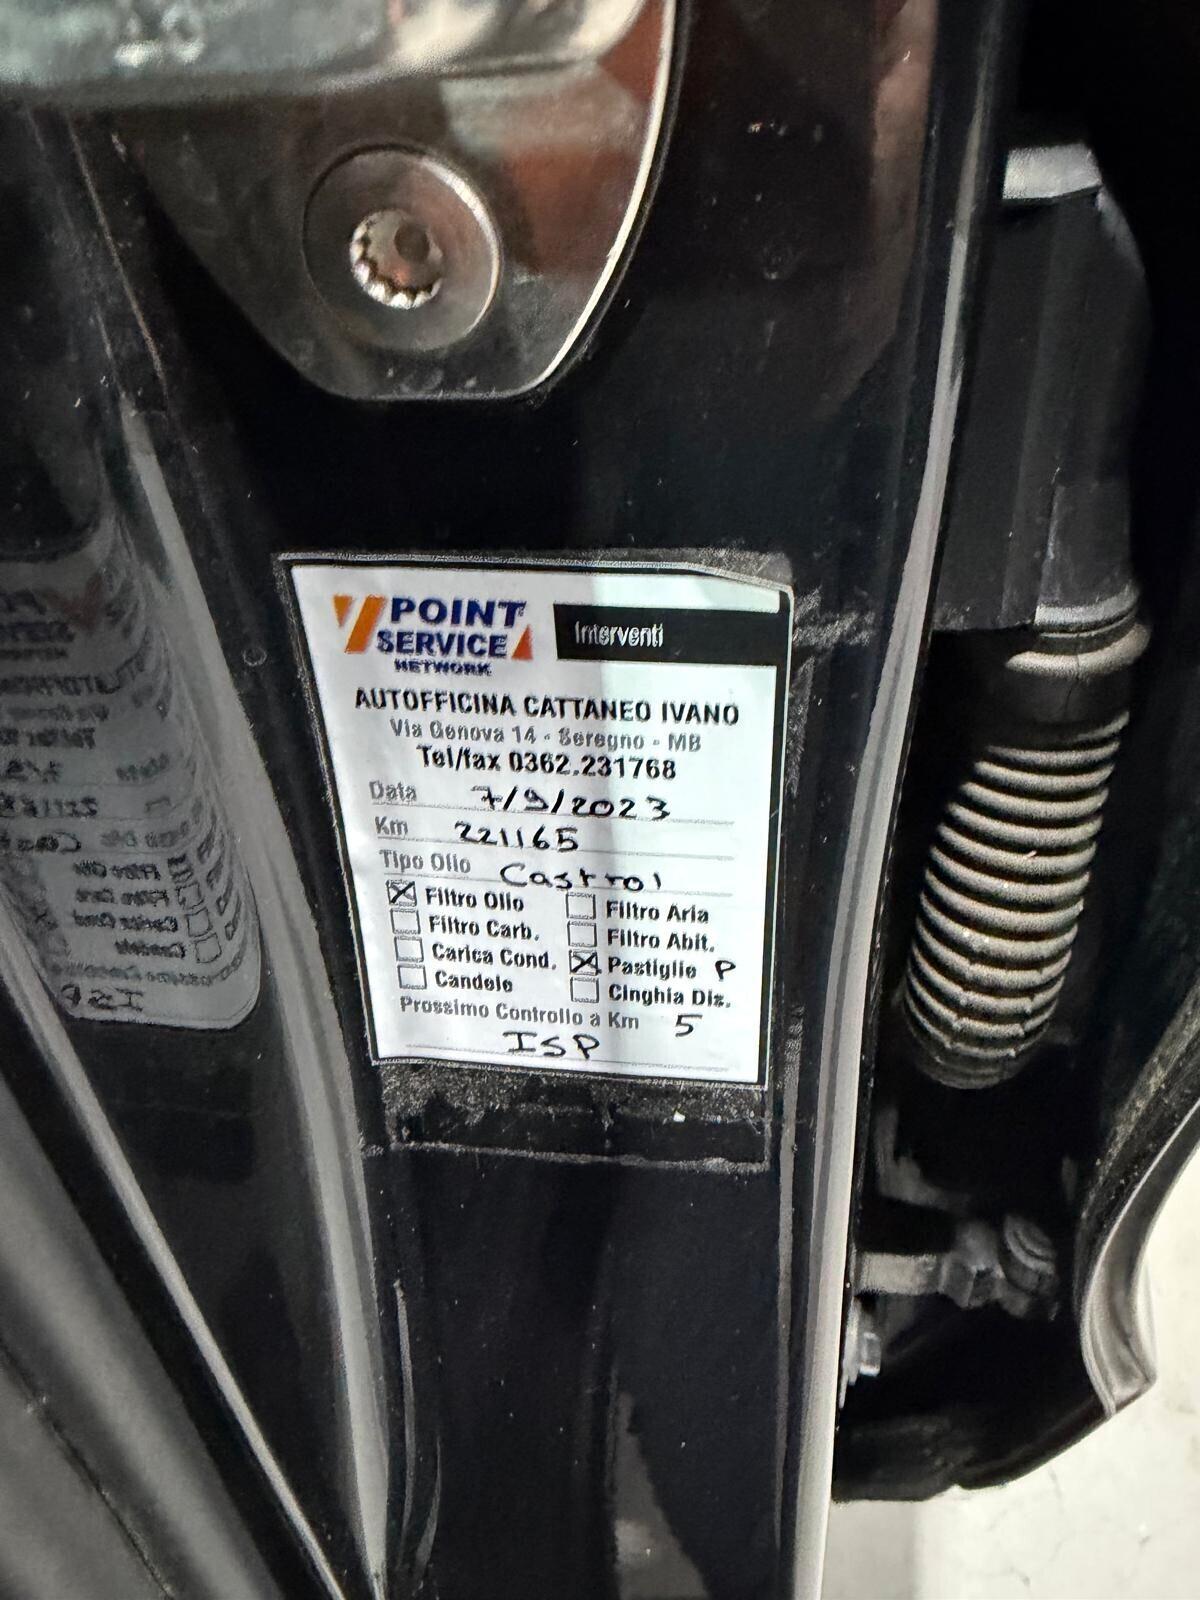 POINT
SERVICE
NETWORK
Interventi
AUTOFFICINA CATTANEO IVANO
Via Genova 14 - Seregno - MB
Tel/fax 0362.231768
Data 7/9/2023
Km 221165
Tipo Olio Castrol
Filtro Olio Filtro Aria
Filtro Carb. Filtro Abit.
Carica Cond. Pastiglie P
Candele Cinghia Dis.
Prossimo Controllo a Km 5
ISP